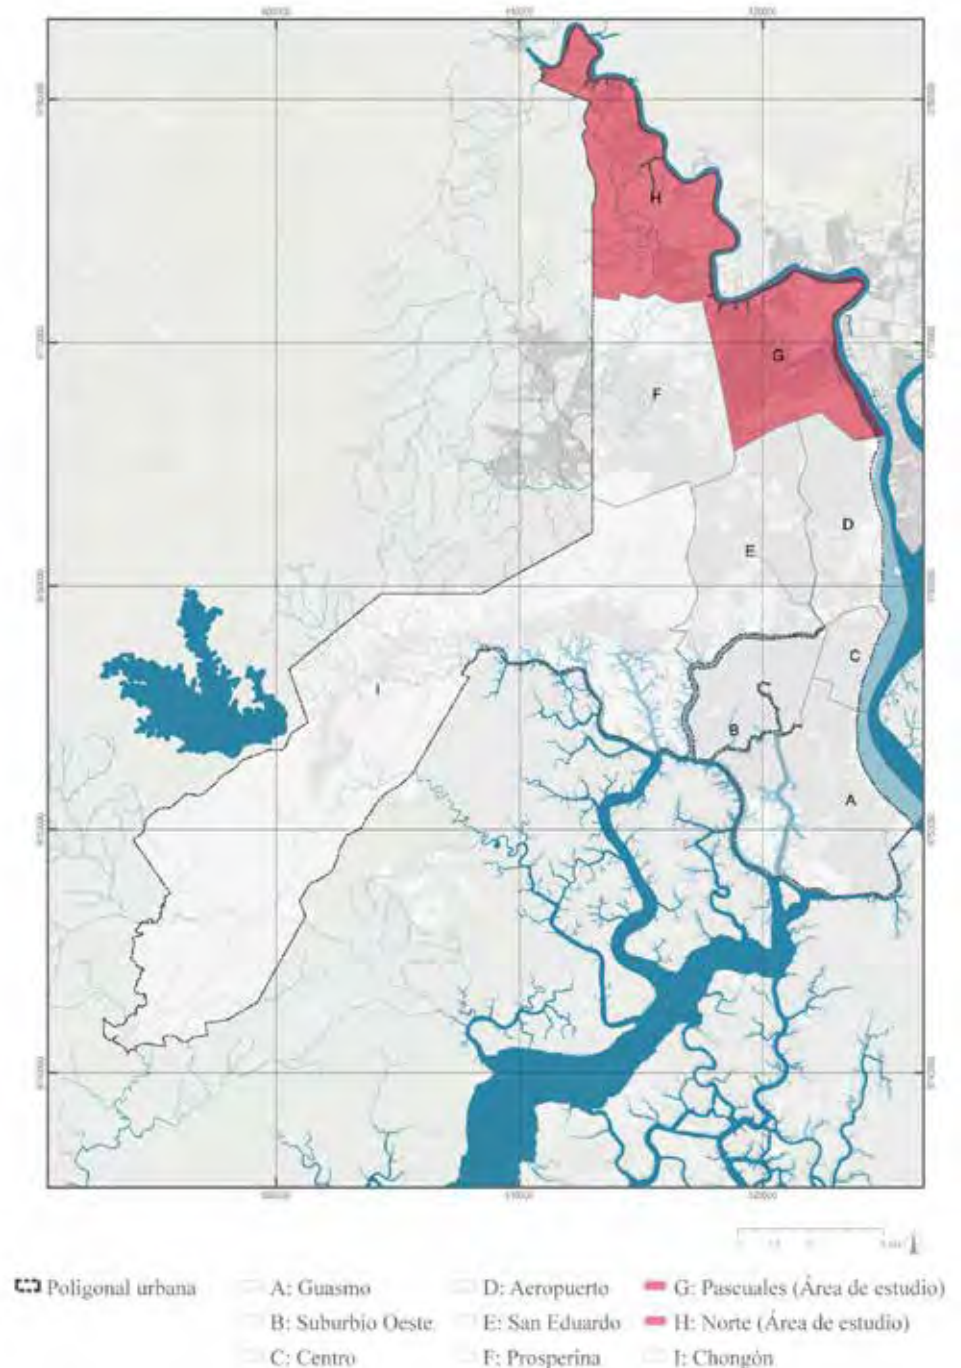 H
G
F
D
E
C
I
B
A
Poligonal urbana
A: Guasmo
D: Aeropuerto
G: Pascuales (Área de estudio)
B: Suburbio Oeste
E: San Eduardo
H: Norte (Área de estudio)
C: Centro
F: Prosperina
I: Chongón